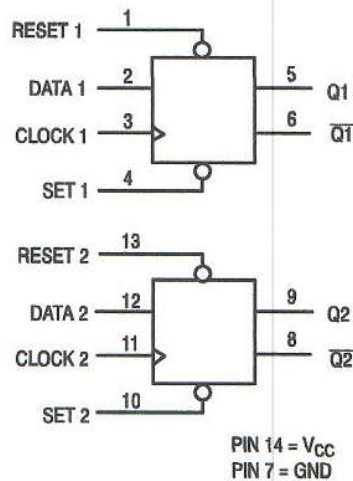 RESET 1 1
DATA 1 2 5 Q1
CLOCK 1 3 6 Q1
SET 1 4
RESET 2 13
DATA 2 12 9 Q2
CLOCK 2 11 8 Q2
SET 2 10
PIN 14 = VCC
PIN 7 = GND